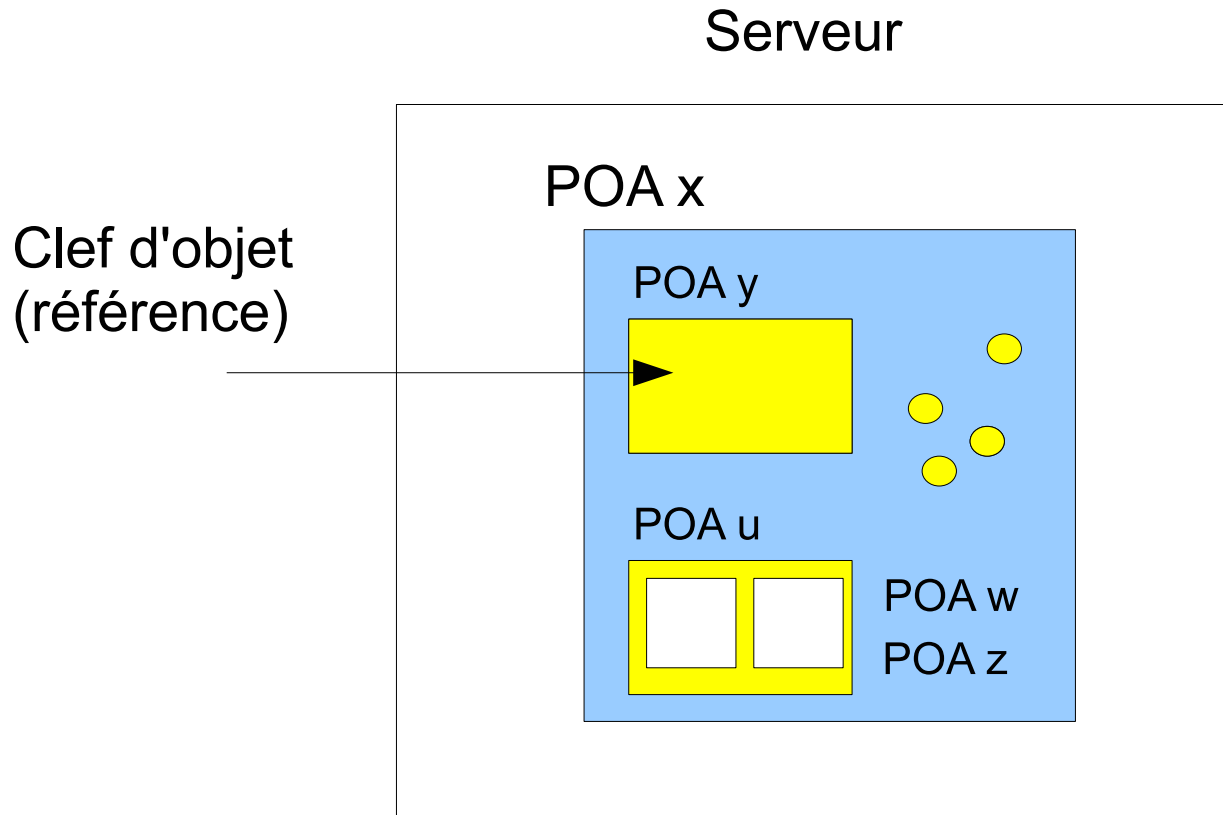 Serveur
POA x
Clef d'objet
(référence)
POA y
POA u
POA w
POA z